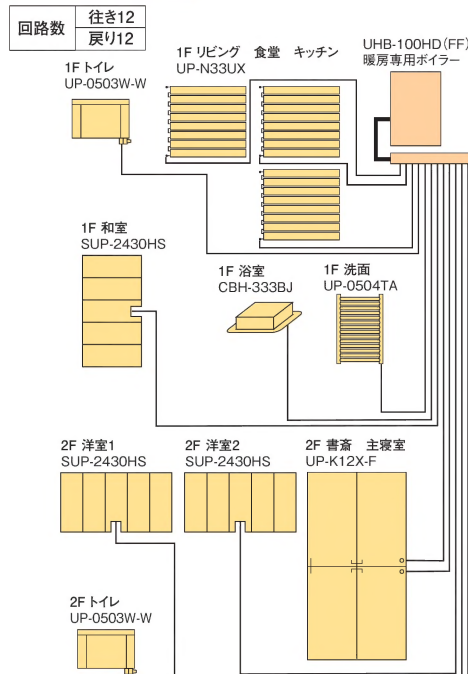 回路数
往き12
戻り12
1F トイレ
UP-0503W-W
1F リビング 食堂 キッチン
UP-N33UX
UHB-100HD(FF)
暖房専用ボイラー
1F 和室
SUP-2430HS
1F 浴室
CBH-333BJ
1F 洗面
UP-0504TA
2F 洋室1
SUP-2430HS
2F 洋室2
SUP-2430HS
2F 書斎 主寝室
UP-K12X-F
2F トイレ
UP-0503W-W